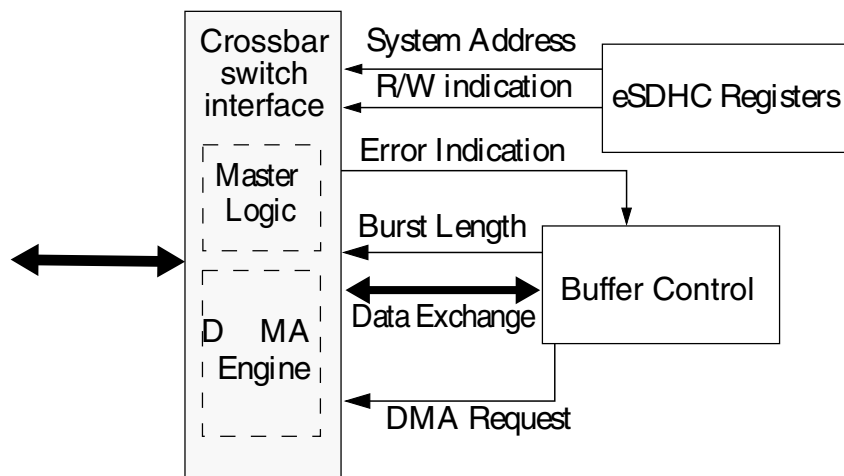 Crossbar
switch
interface
System Address
R/W indication
eSDHC Registers
Error Indication
Master
Logic
Burst Length
Buffer Control
Data Exchange
D MA
Engine
DMA Request